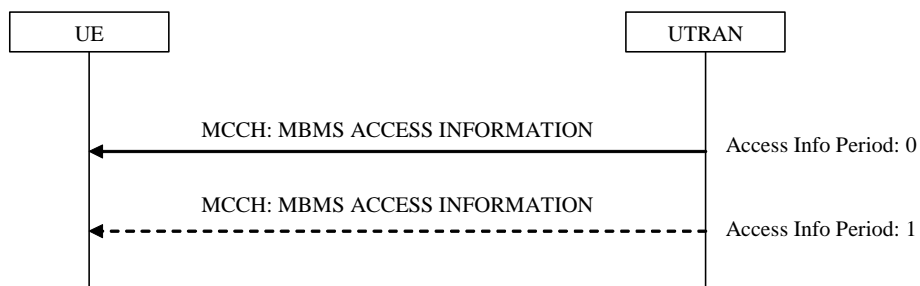 UE
UTRAN
MCCH: MBMS ACCESS INFORMATION
Access Info Period: 0
MCCH: MBMS ACCESS INFORMATION
Access Info Period: 1